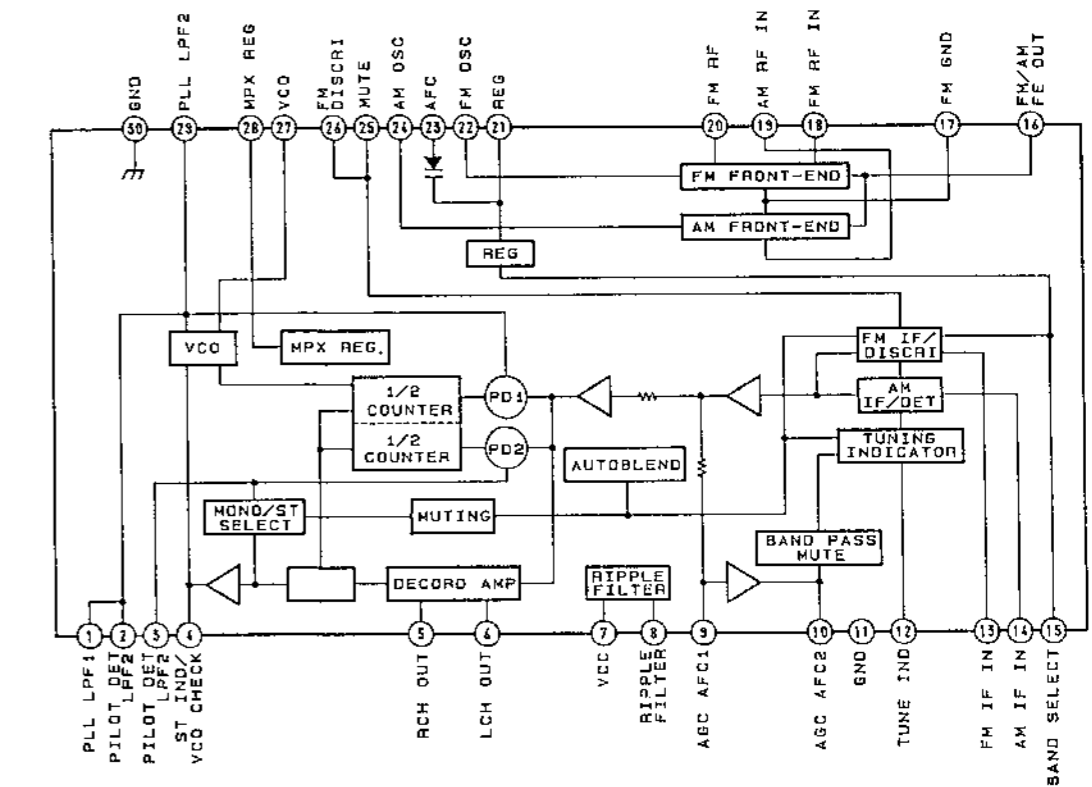 GND
PLL LPF2
MPX REG
VCO
FM
DISCRI
MUTE
AM OSC
AFC
FM OSC
REG
FM RF
AM RF IN
FM RF IN
FM GND
FM/AM
FE OUT
30
29
28
27
26
25
24
23
22
21
20
19
18
17
16
FM FRONT-END
AM FRONT-END
REG
VCO
MPX REG.
FM IF/
DISCRI
1/2
COUNTER
PD1
AM
IF/DET
1/2
COUNTER
PD2
TUNING
INDICATOR
AUTOBLEND
MONO/ST
SELECT
MUTING
BAND PASS
MUTE
DECORD AMP
RIPPLE
FILTER
1
2
3
4
5
6
7
8
9
10
11
12
13
14
15
PLL LPF1
PILOT DET
LPF2
PILOT DET
LPF2
ST IND/
VCO CHECK
RCH OUT
LCH OUT
VCC
RIPPLE
FILTER
AGC AFC1
AGC AFC2
GND
TUNE IND
FM IF IN
AM IF IN
BAND SELECT